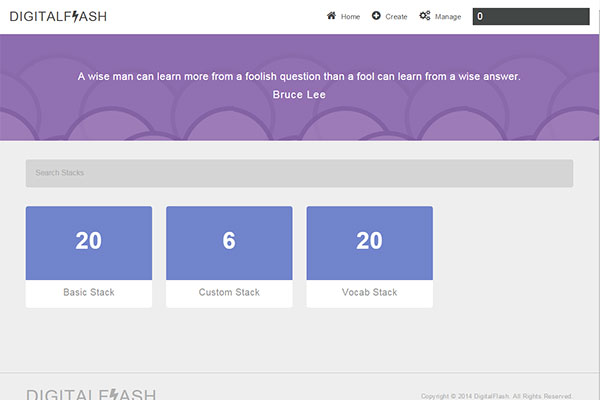 DIGITALFLASH Home Create Manage 0
A wise man can learn more from a foolish question than a fool can learn from a wise answer.
Bruce Lee
Search Stacks
20 6 20
Basic Stack Custom Stack Vocab Stack
DIGITALFLASH Copyright © 2014 DigitalFlash. All Rights Reserved.